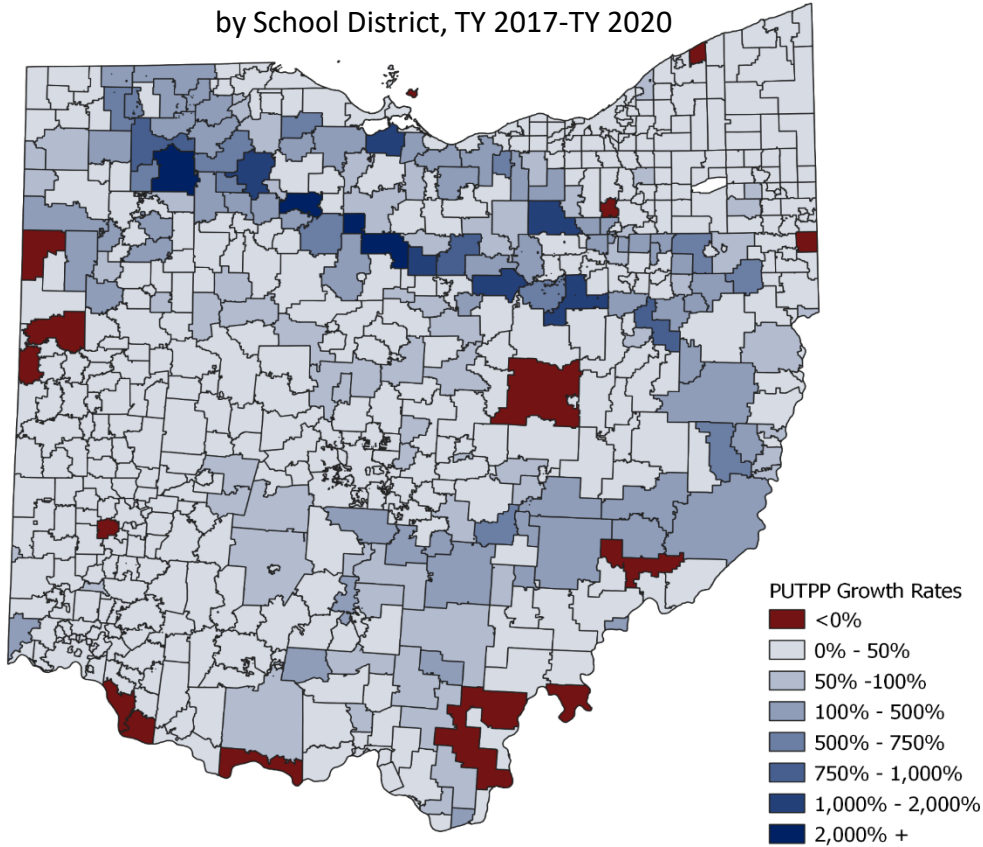 by School District, TY 2017-TY 2020
PUTPP Growth Rates
<0%
0% - 50%
50% -100%
100% - 500%
500% - 750%
750% - 1,000%
1,000% - 2,000%
2,000% +